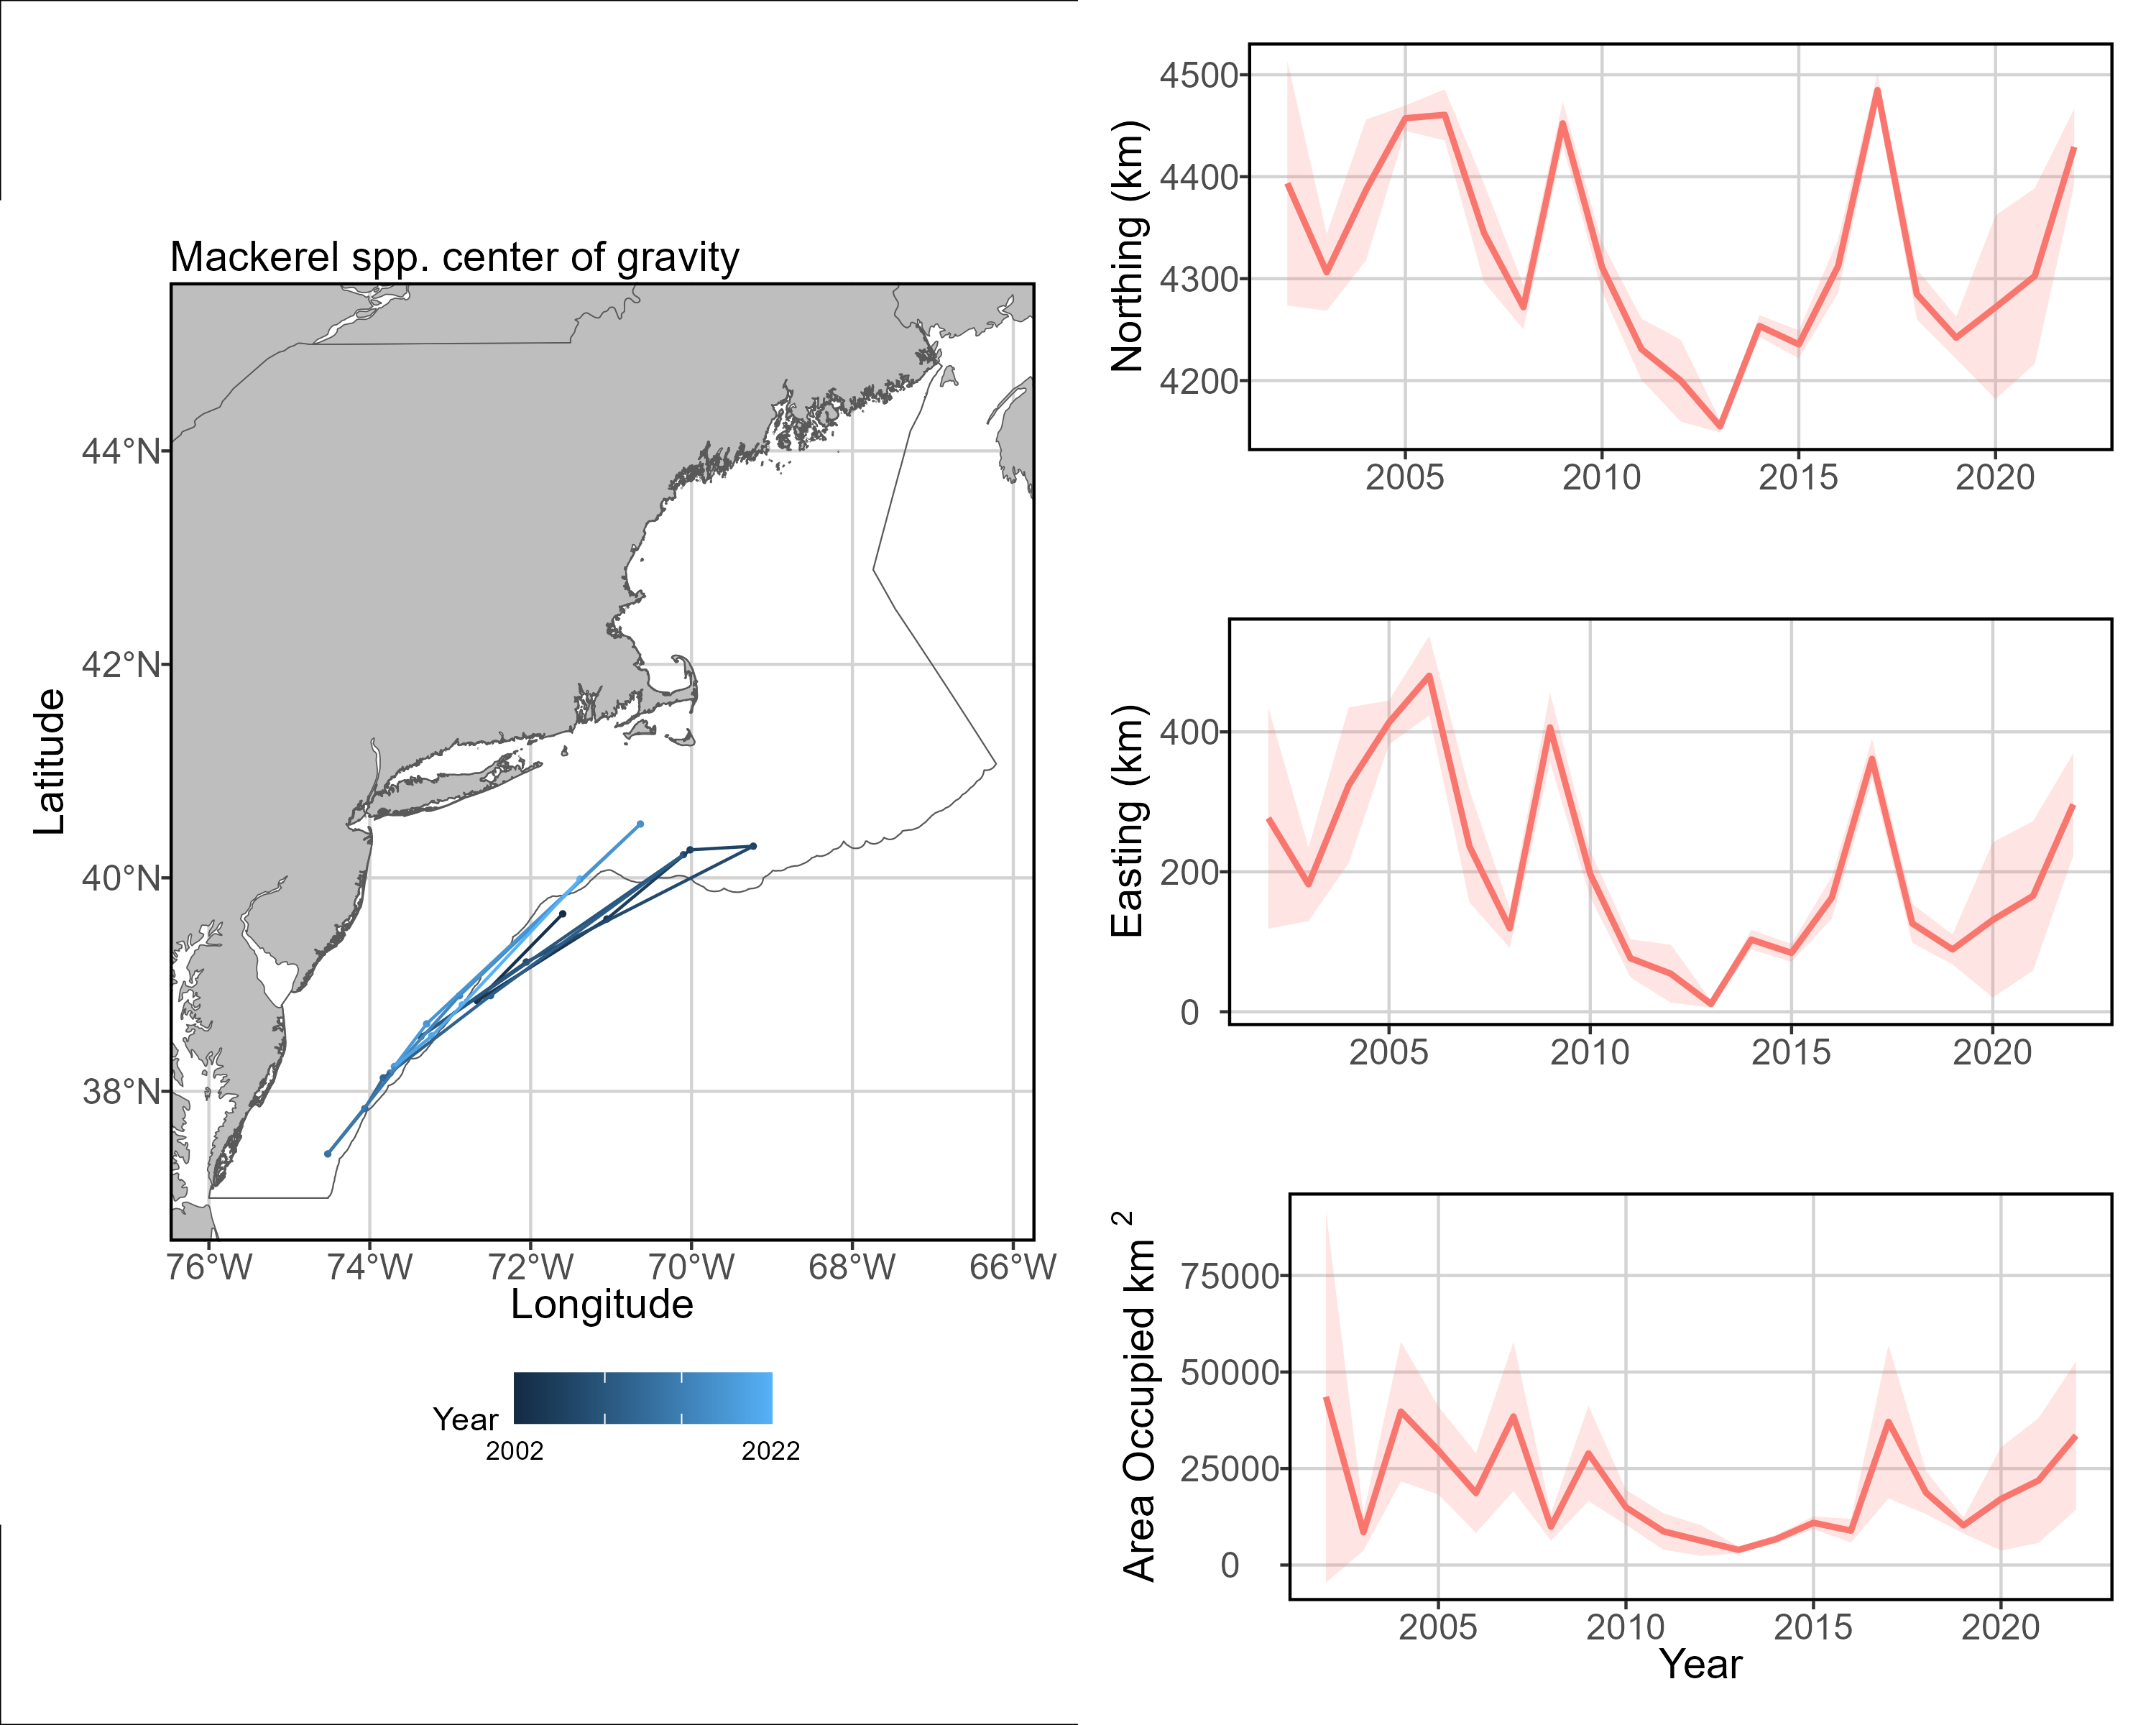 Mackerel spp. center of gravity
Latitude
44°N
42°N
40°N
38°N
76°W 74°W 72°W 70°W 68°W 66°W
Longitude
Year
2002 2022
Northing (km)
4500
4400
4300
4200
2005 2010 2015 2020
Easting (km)
400
200
0
2005 2010 2015 2020
Area Occupied km 2
75000
50000
25000
0
2005 2010 2015 2020
Year